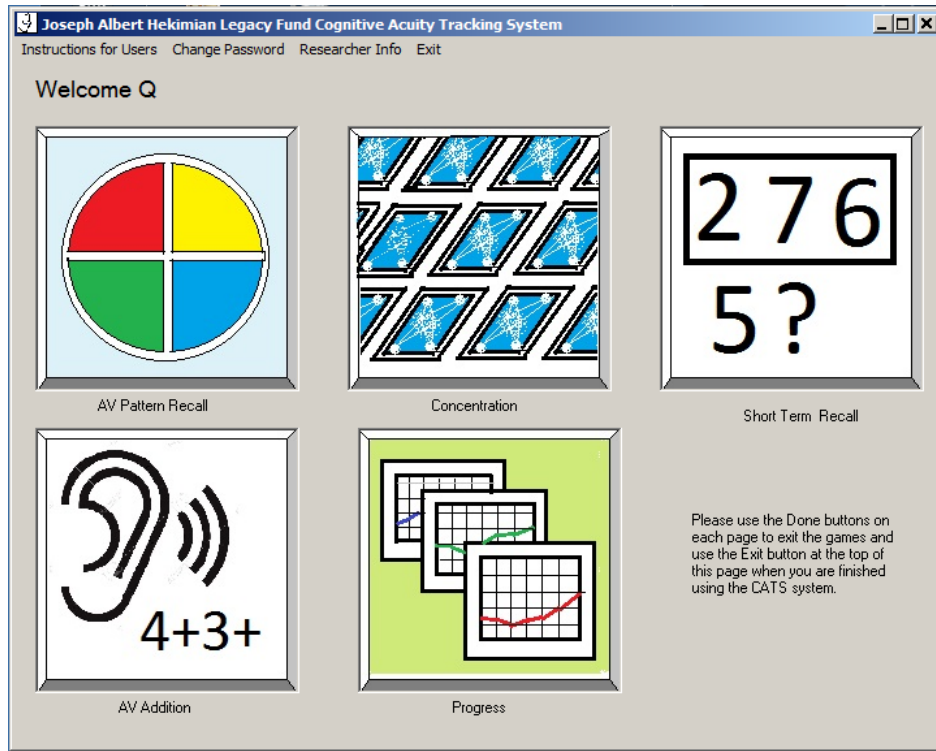 Joseph Albert Hekimian Legacy Fund Cognitive Acuity Tracking System
Instructions for Users Change Password Researcher Info Exit
Welcome Q
276
5?
AV Pattern Recall
Concentration
Short Term Recall
4+3+
Please use the Done buttons on
each page to exit the games and
use the Exit button at the top of
this page when you are finished
using the CATS system.
AV Addition
Progress